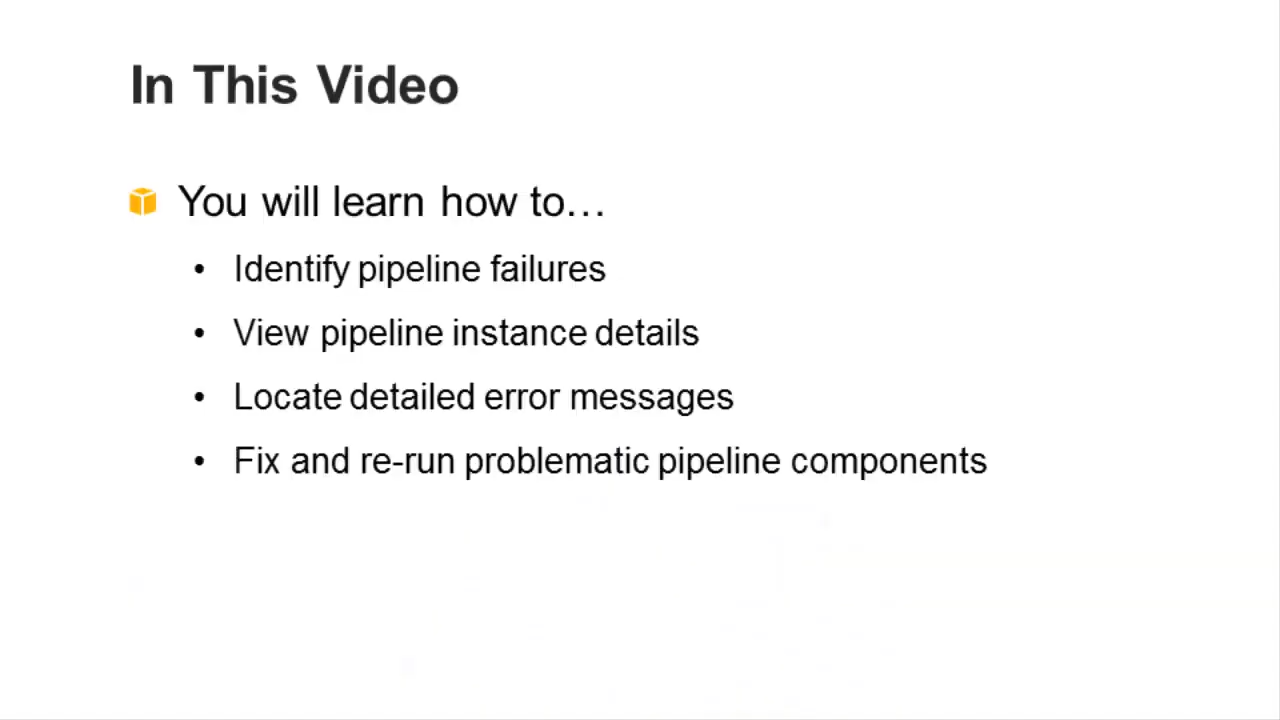 In This Video
You will learn how to…
• Identify pipeline failures
• View pipeline instance details
• Locate detailed error messages
• Fix and re-run problematic pipeline components